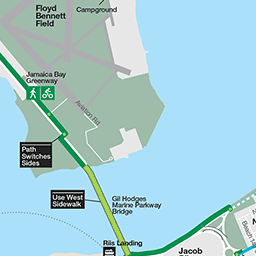 Floyd
Bennett
Field
Campground
Jamaica Bay
Greenway
Aviation Rd
Path
Switches
Sides
Use West
Sidewalk
Gil Hodges
Marine Parkway
Bridge
Riis Landing
Jacob
Beach